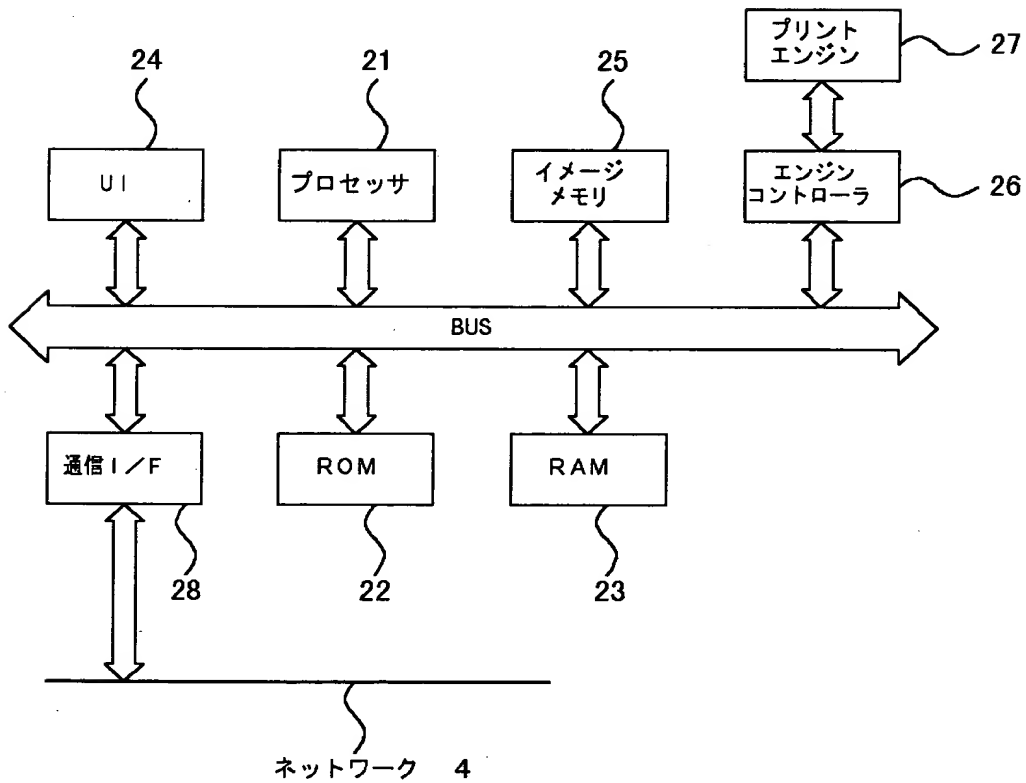 プリント
エンジン
27
24
21
25
UI
プロセッサ
イメージ
メモリ
エンジン
コントローラ
26
BUS
通信I/F
ROM
RAM
28
22
23
ネットワーク 4